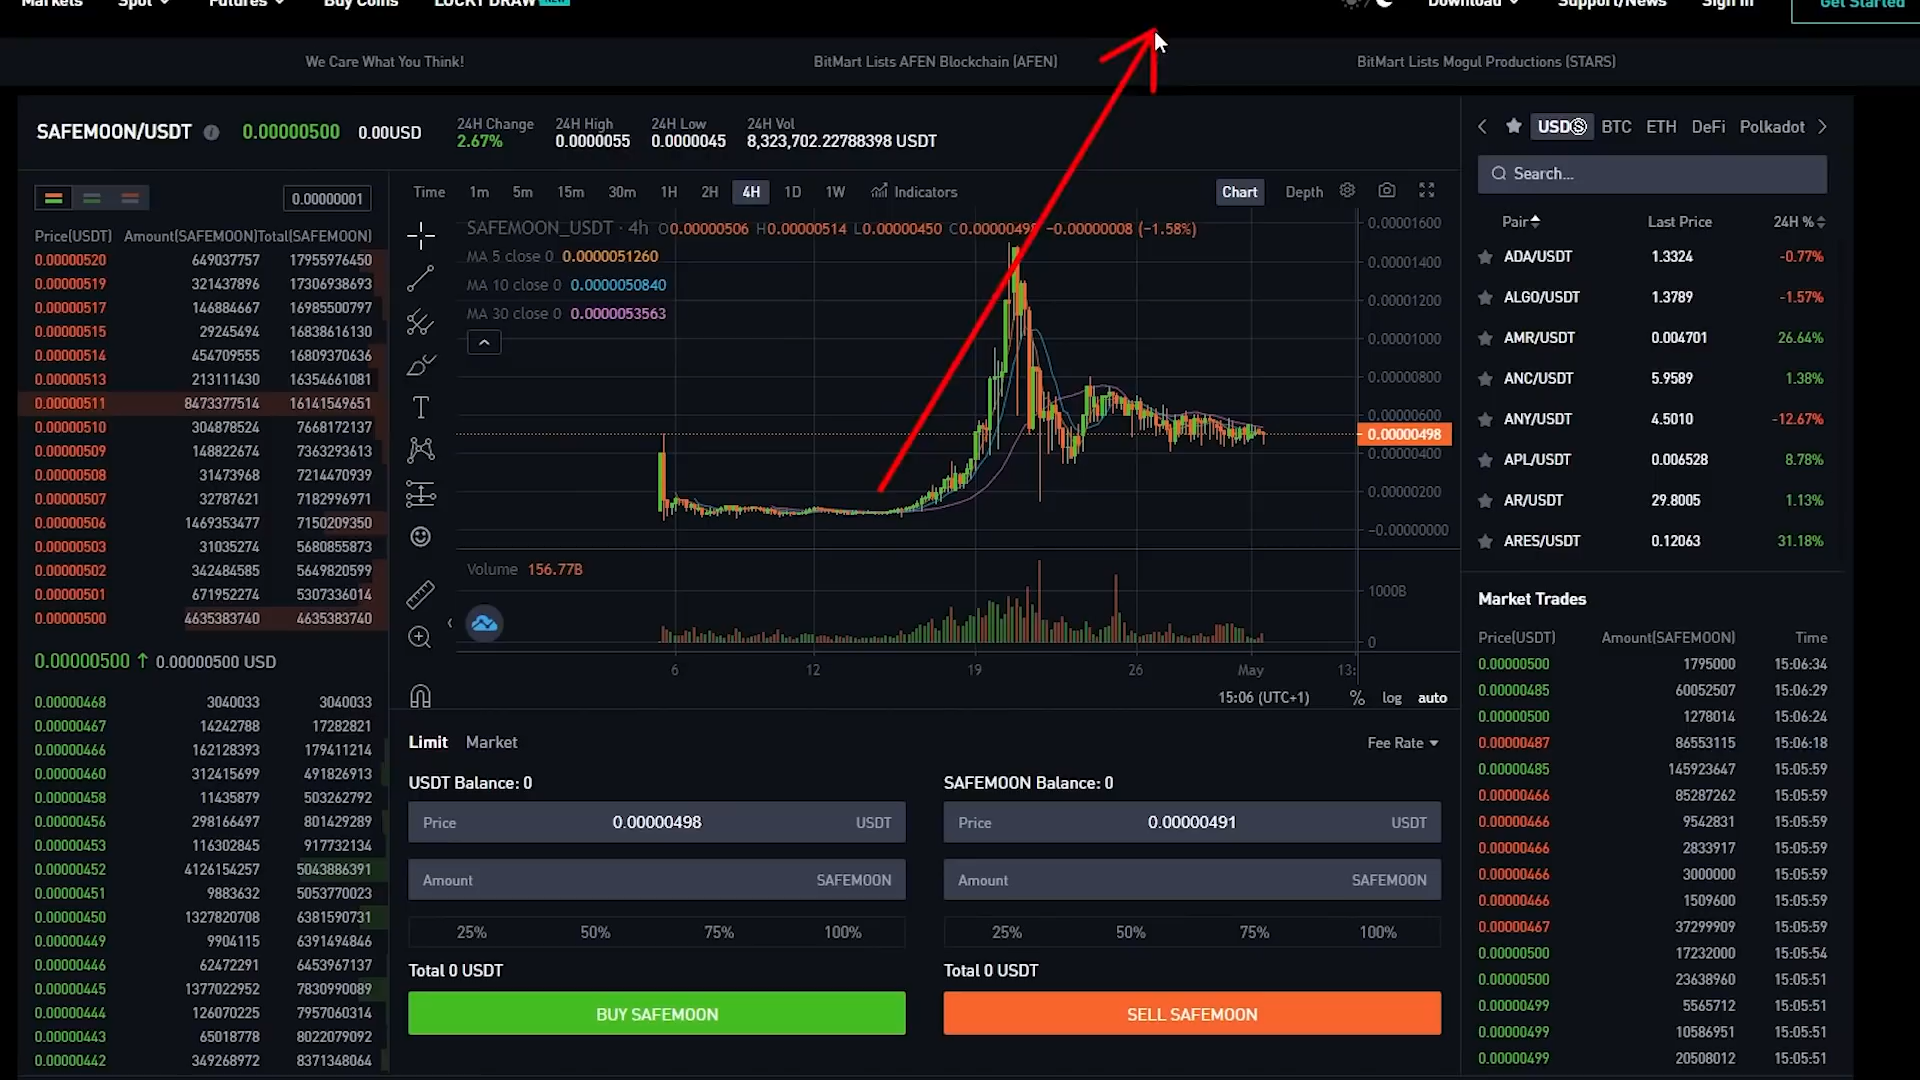 Markets Spot Futures Buy Coins LUCKY DRAW NEW Download Support/News Sign In Get Started
We Care What You Think! BitMart Lists AFEN Blockchain (AFEN) BitMart Lists Mogul Productions (STARS)
SAFEMOON/USDT 0.00000500 0.00USD
24H Change 24H High 24H Low 24H Vol
2.67% 0.0000055 0.0000045 8,323,702.22788398 USDT
0.00000001
Price(USDT) Amount(SAFEMOON) Total(SAFEMOON)
0.00000520 649037757 17955976450
0.00000519 321437896 17306938693
0.00000517 146884667 16985500797
0.00000515 29245494 16838616130
0.00000514 454709555 16809370636
0.00000513 213111430 16354661081
0.00000511 8473377514 16141549651
0.00000510 304878524 7668172137
0.00000509 148822674 7363293613
0.00000508 31473968 7214470939
0.00000507 32787621 7182996971
0.00000506 1469353477 7150209350
0.00000503 31035274 5680855873
0.00000502 342484585 5649820599
0.00000501 671952274 5307336014
0.00000500 4635383740 4635383740
0.00000500 ↑ 0.00000500 USD
0.00000468 3040033 3040033
0.00000467 14242788 17282821
0.00000466 162128393 179411214
0.00000460 312415699 491826913
0.00000458 11435879 503262792
0.00000456 298166497 801429289
0.00000453 116302845 917732134
0.00000452 4126154257 5043886391
0.00000451 9883632 5053770023
0.00000450 1327820708 6381590731
0.00000449 9904115 6391494846
0.00000446 62472291 6453967137
0.00000445 1377022952 7830990089
0.00000444 126070225 7957060314
0.00000443 65018778 8022079092
0.00000442 349268972 8371348064
Time 1m 5m 15m 30m 1H 2H 4H 1D 1W Indicators Chart Depth
SAFEMOON_USDT · 4h O0.00000506 H0.00000514 L0.00000450 C0.00000498 −0.00000008 (−1.58%)
MA 5 close 0 0.0000051260
MA 10 close 0 0.0000050840
MA 30 close 0 0.0000053563
0.00001600
0.00001400
0.00001200
0.00001000
0.00000800
0.00000600
0.00000498
0.00000400
0.00000200
−0.00000000
Volume 156.77B
1000B
0
6 12 19 26 May 13:
15:06 (UTC+1) % log auto
Limit Market Fee Rate
USDT Balance: 0 SAFEMOON Balance: 0
Price 0.00000498 USDT Price 0.00000491 USDT
Amount SAFEMOON Amount SAFEMOON
25% 50% 75% 100% 25% 50% 75% 100%
Total 0 USDT Total 0 USDT
BUY SAFEMOON SELL SAFEMOON
USDⓈ BTC ETH DeFi Polkadot
Search...
Pair Last Price 24H %
ADA/USDT 1.3324 -0.77%
ALGO/USDT 1.3789 -1.57%
AMR/USDT 0.004701 26.64%
ANC/USDT 5.9589 1.38%
ANY/USDT 4.5010 -12.67%
APL/USDT 0.006528 8.78%
AR/USDT 29.8005 1.13%
ARES/USDT 0.12063 31.18%
Market Trades
Price(USDT) Amount(SAFEMOON) Time
0.00000500 1795000 15:06:34
0.00000485 60052507 15:06:29
0.00000500 1278014 15:06:24
0.00000487 86553115 15:06:18
0.00000485 145923647 15:05:59
0.00000466 85287262 15:05:59
0.00000466 9542831 15:05:59
0.00000466 2833917 15:05:59
0.00000466 3000000 15:05:59
0.00000466 1509600 15:05:59
0.00000467 37299909 15:05:59
0.00000500 17232000 15:05:54
0.00000500 23638960 15:05:51
0.00000499 5565712 15:05:51
0.00000499 10586951 15:05:51
0.00000499 20508012 15:05:51